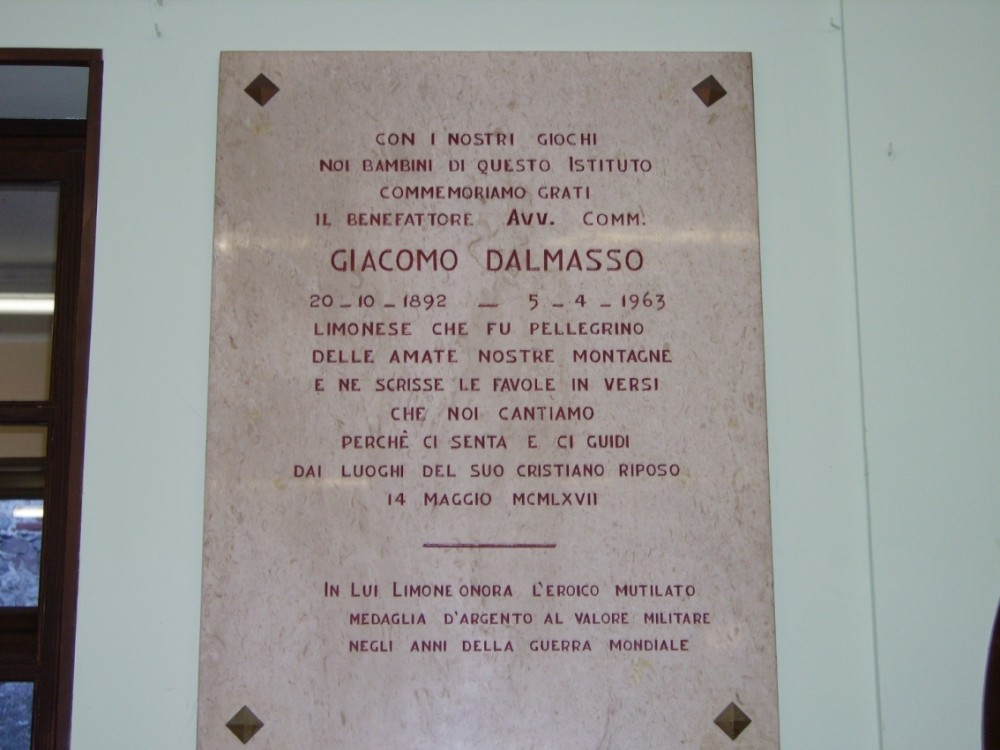 CON I NOSTRI GIOCHI
NOI BAMBINI DI QUESTO ISTITUTO
COMMEMORIAMO GRATI
IL BENEFATTORE AVV. COMM.
GIACOMO DALMASSO
20-10-1892 - 5-4-1963
LIMONESE CHE FU PELLEGRINO
DELLE AMATE NOSTRE MONTAGNE
E NE SCRISSE LE FAVOLE IN VERSI
CHE NOI CANTIAMO
PERCHÈ CI SENTA E CI GUIDI
DAI LUOGHI DEL SUO CRISTIANO RIPOSO
14 MAGGIO MCMLXVII
IN LUI LIMONE ONORA L'EROICO MUTILATO
MEDAGLIA D'ARGENTO AL VALORE MILITARE
NEGLI ANNI DELLA GUERRA MONDIALE